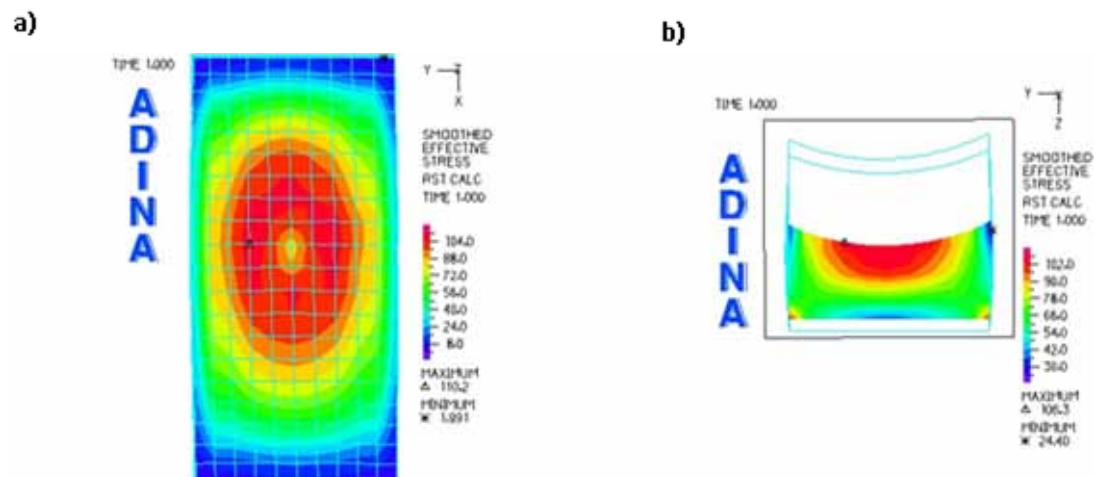 a)
TIME 1.000
ADINA
Y Z
X
SMOOTHED
EFFECTIVE
STRESS
RST CALC
TIME 1.000
104.0
88.0
72.0
56.0
40.0
24.0
8.0
MAXIMUM
Δ 110.2
MINIMUM
✱ 1.991
b)
TIME 1.000
ADINA
Y X
Z
SMOOTHED
EFFECTIVE
STRESS
RST CALC
TIME 1.000
102.0
90.0
78.0
66.0
54.0
42.0
30.0
MAXIMUM
Δ 106.3
MINIMUM
✱ 24.40